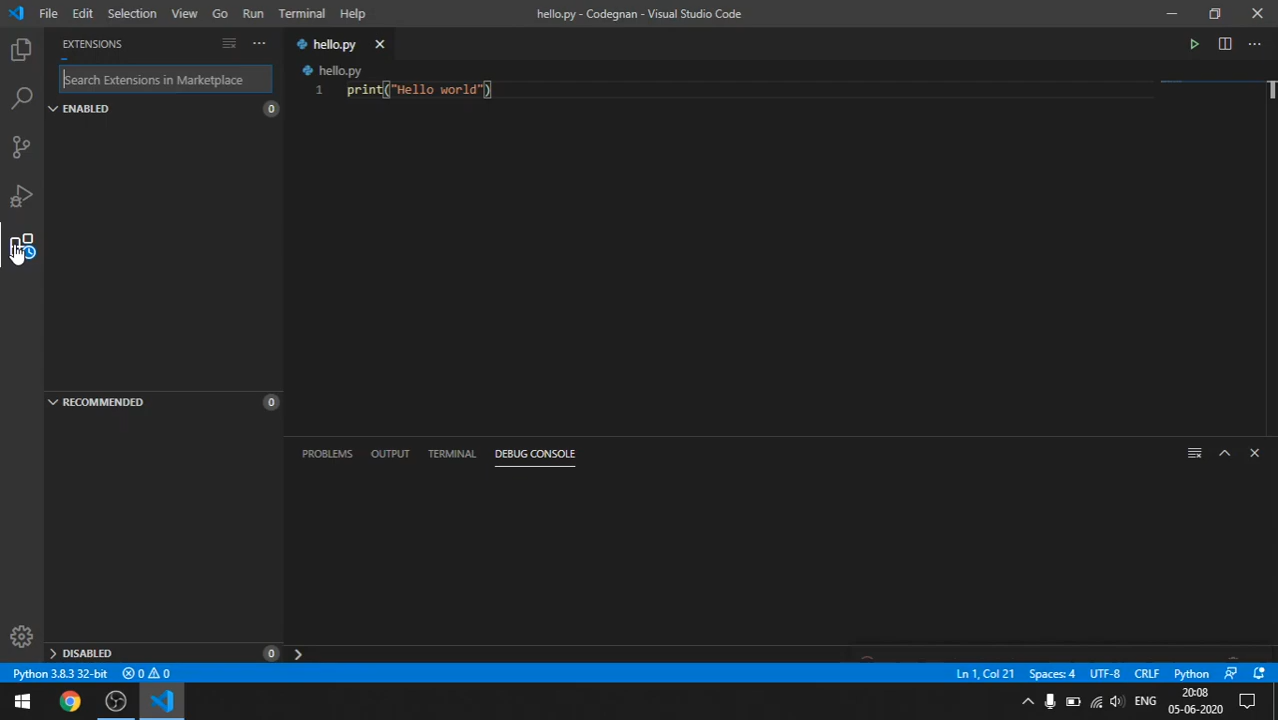 File Edit Selection View Go Run Terminal Help
hello.py - Codegnan - Visual Studio Code
EXTENSIONS
Search Extensions in Marketplace
ENABLED 0
RECOMMENDED 0
DISABLED 0
hello.py
hello.py
1 print("Hello world")
PROBLEMS OUTPUT TERMINAL DEBUG CONSOLE
Python 3.8.3 32-bit 0 0
Ln 1, Col 21 Spaces: 4 UTF-8 CRLF Python
ENG
20:08
05-06-2020